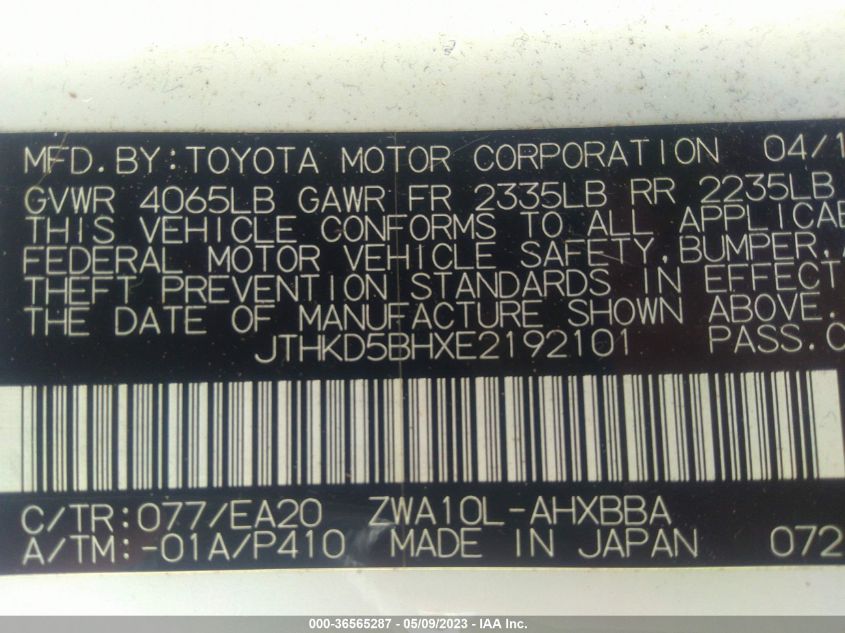 MFD.BY:TOYOTA MOTOR CORPORATION 04/1
GVWR 4065LB GAWR FR 2335LB RR 2235LB
THIS VEHICLE CONFORMS TO ALL APPLICAB
FEDERAL MOTOR VEHICLE SAFETY,BUMPER,A
THEFT PREVENTION STANDARDS IN EFFECT
THE DATE OF MANUFACTURE SHOWN ABOVE.
JTHKD5BHXE2192101 PASS.C
C/TR:077/EA20 ZWA10L-AHXBBA
A/TM:-01A/P410 MADE IN JAPAN 072
000-36565287 - 05/09/2023 - IAA Inc.